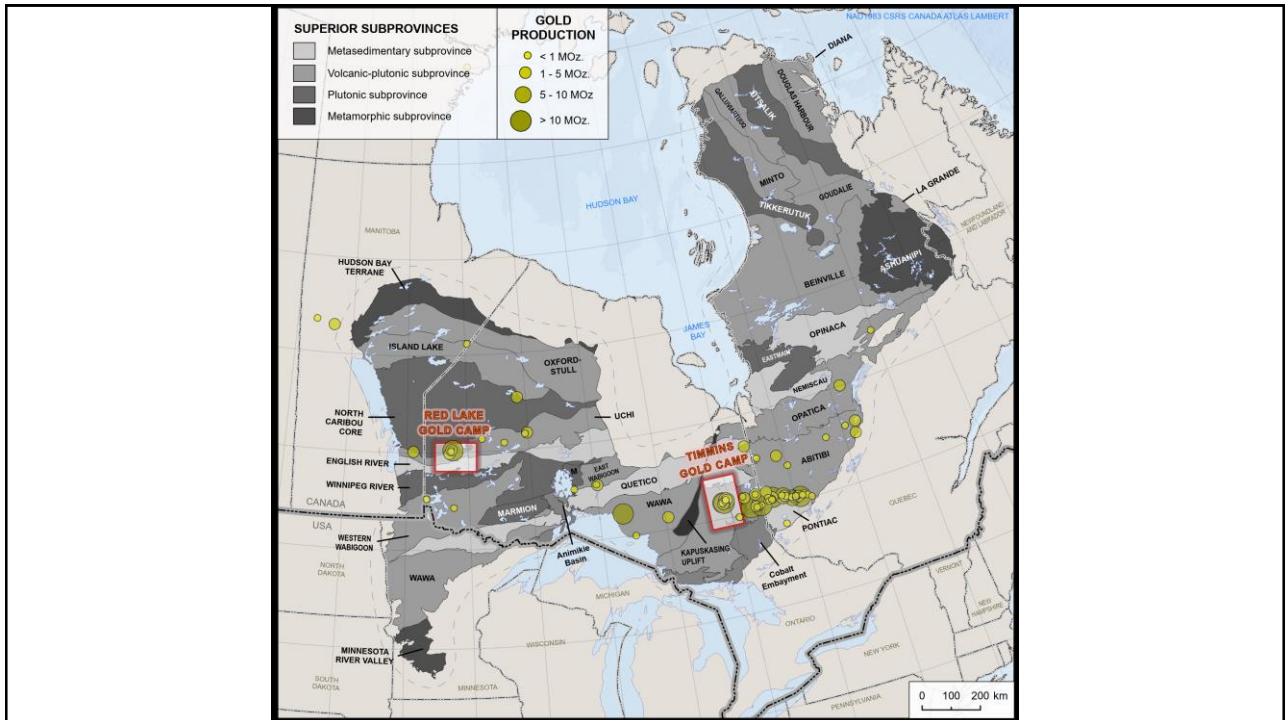 NAD1983 CSRS CANADA ATLAS LAMBERT
SUPERIOR SUBPROVINCES
Metasedimentary subprovince
Volcanic-plutonic subprovince
Plutonic subprovince
Metamorphic subprovince
GOLD
PRODUCTION
< 1 MOz.
1 - 5 MOz.
5 - 10 MOz
> 10 MOz.
DIANA
DOUGLAS HARBOUR
UTSALIK
QALLUVIARTUUQ
MINTO
GOUDALIE
LA GRANDE
TIKKERUTUK
HUDSON BAY
NEWFOUNDLAND
AND LABRADOR
MANITOBA
ASHUANIPI
HUDSON BAY
TERRANE
BEINVILLE
JAMES
BAY
OPINACA
ISLAND LAKE
OXFORD-
STULL
EASTMAIN
NEMISCAU
NORTH
CARIBOU
CORE
UCHI
RED LAKE
GOLD CAMP
OPATICA
TIMMINS
GOLD CAMP
ABITIBI
ENGLISH RIVER
M
EAST
WABIGOON
QUETICO
WINNIPEG RIVER
CANADA
USA
MARMION
WAWA
QUEBEC
PONTIAC
WESTERN
WABIGOON
Animikie
Basin
KAPUSKASING
UPLIFT
Cobalt
Embayment
NORTH
DAKOTA
WAWA
MICHIGAN
VERMONT
NEW
HAMPSHIRE
ONTARIO
WISCONSIN
NEW YORK
MINNESOTA
RIVER VALLEY
SOUTH
DAKOTA
MINNESOTA
PENNSYLVANIA
0 100 200 km